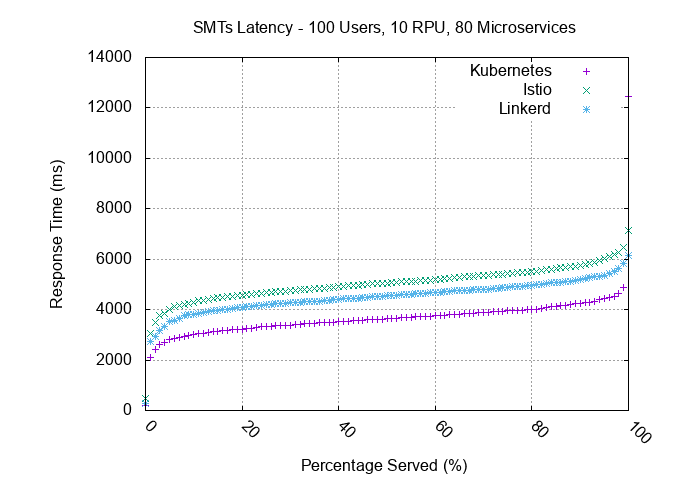 SMTs Latency - 100 Users, 10 RPU, 80 Microservices
14000
12000
10000
8000
6000
4000
2000
0
Response Time (ms)
Kubernetes
Istio
Linkerd
0
20
40
60
80
100
Percentage Served (%)